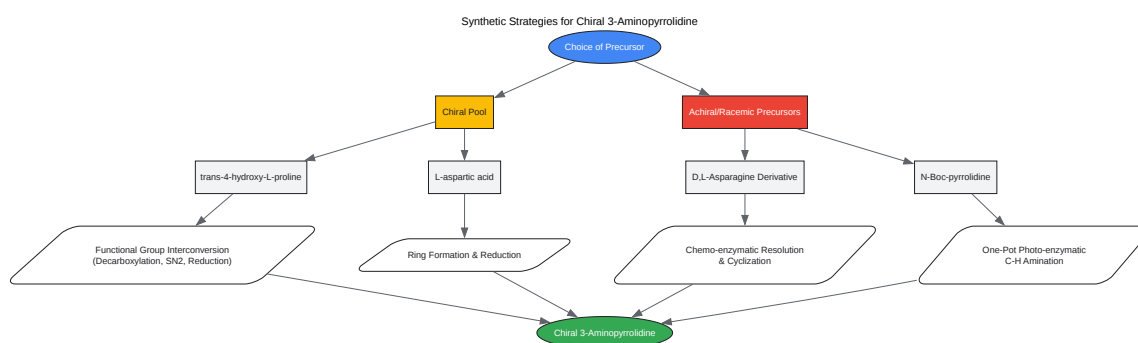 Synthetic Strategies for Chiral 3-Aminopyrrolidine
Choice of Precursor
Chiral Pool
Achiral/Racemic Precursors
trans-4-hydroxy-L-proline
L-aspartic acid
D,L-Asparagine Derivative
N-Boc-pyrrolidine
Functional Group Interconversion
(Decarboxylation, SN2, Reduction)
Ring Formation & Reduction
Chemo-enzymatic Resolution
& Cyclization
One-Pot Photo-enzymatic
C-H Amination
Chiral 3-Aminopyrrolidine